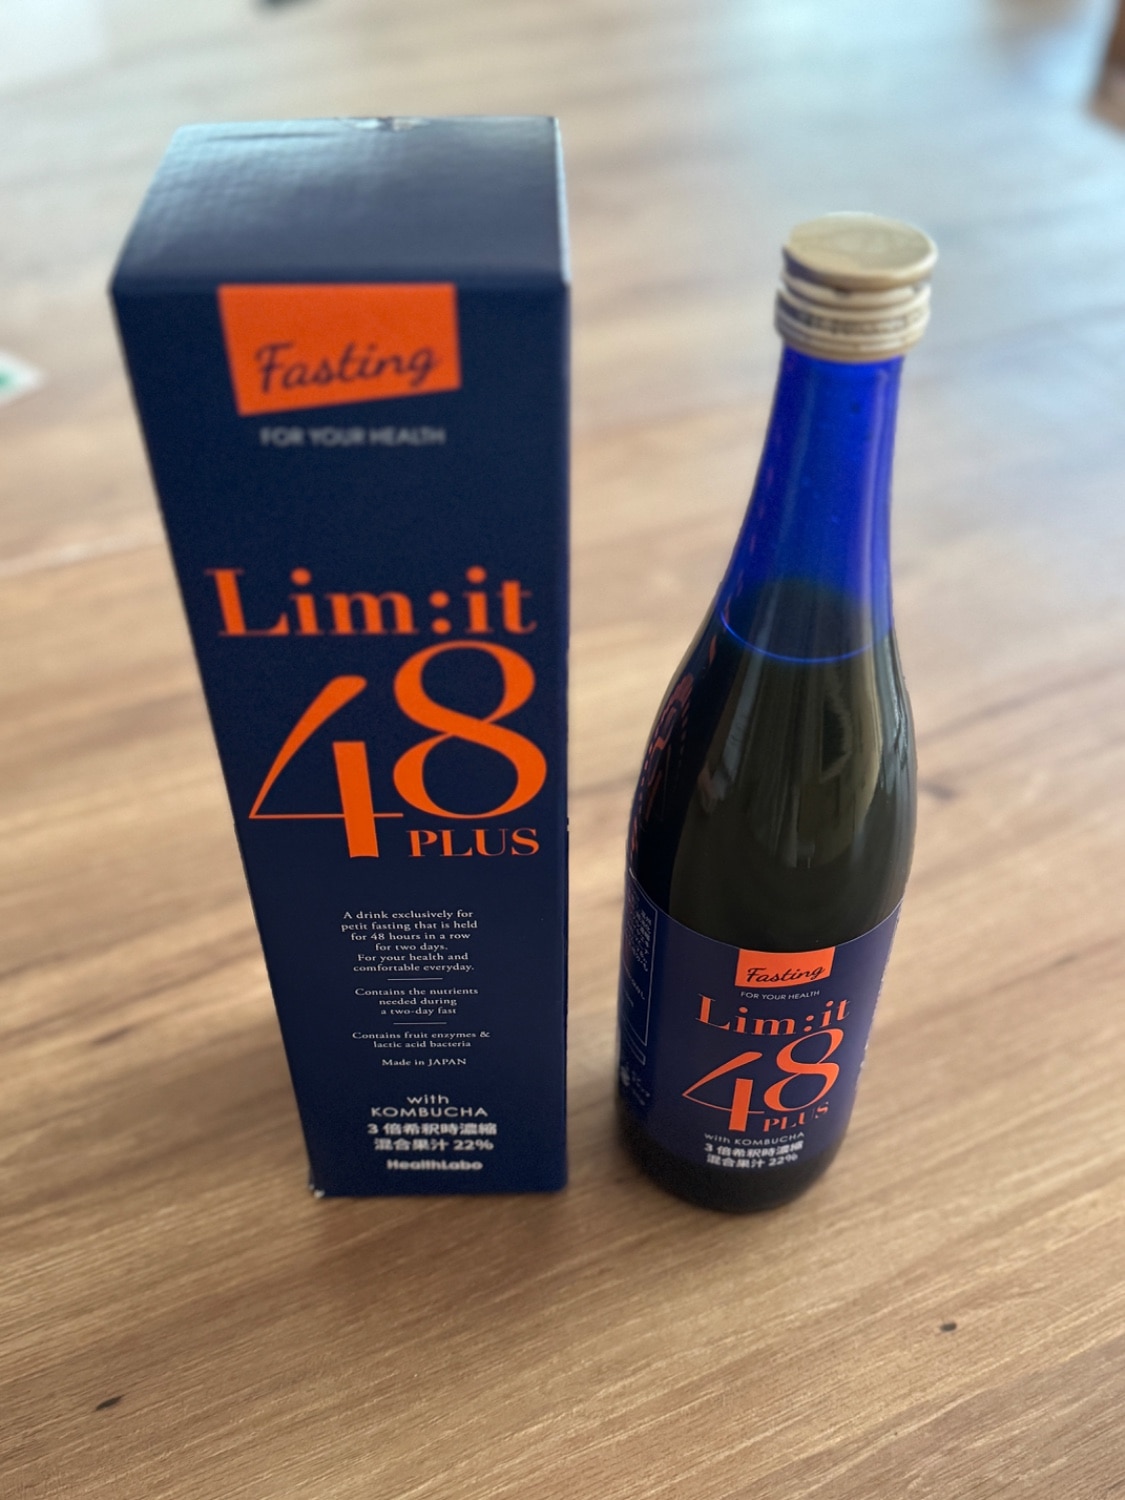 Fasting
FOR YOUR HEALTH
Lim:it
48
PLUS
A drink exclusively for
petit fasting that is held
for 48 hours in a row
for two days.
For your health and
comfortable everyday.
Contains the nutrients
needed during
a two-day fast
Contains fruit enzymes &
lactic acid bacteria
Made in JAPAN
with
KOMBUCHA
3倍希釈時濃縮
混合果汁 22%
HealthLabo
Fasting
FOR YOUR HEALTH
Lim:it
48
PLUS
with KOMBUCHA
3倍希釈時濃縮
混合果汁 22%